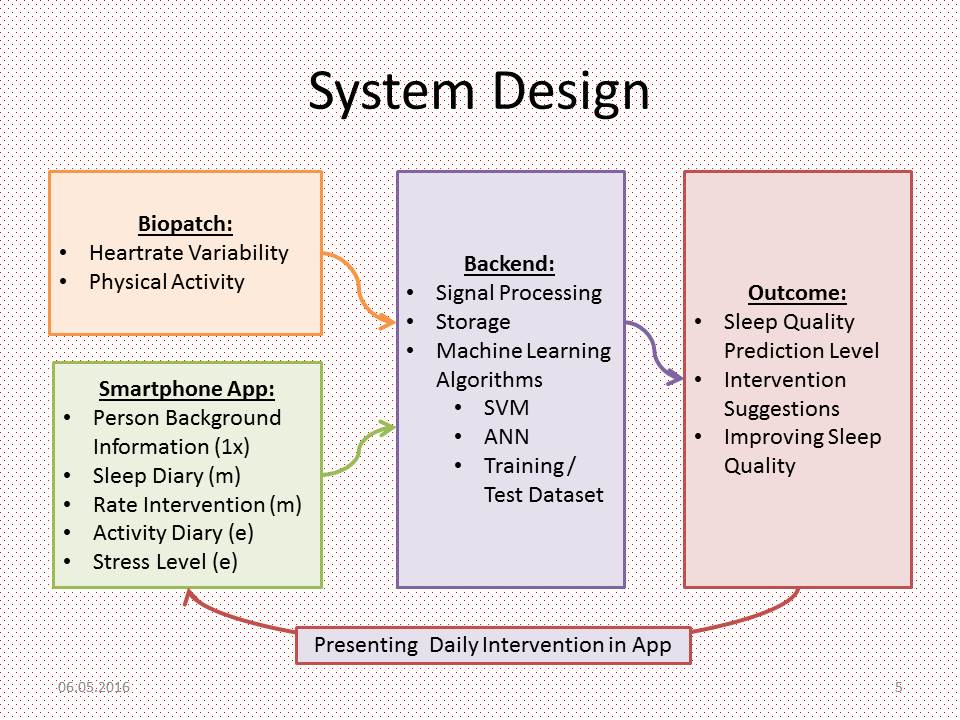 System Design
Biopatch:
• Heartrate Variability
• Physical Activity
Smartphone App:
• Person Background
Information (1x)
• Sleep Diary (m)
• Rate Intervention (m)
• Activity Diary (e)
• Stress Level (e)
Backend:
• Signal Processing
• Storage
• Machine Learning
Algorithms
• SVM
• ANN
• Training /
Test Dataset
Outcome:
• Sleep Quality
Prediction Level
• Intervention
Suggestions
• Improving Sleep
Quality
Presenting Daily Intervention in App
06.05.2016
5